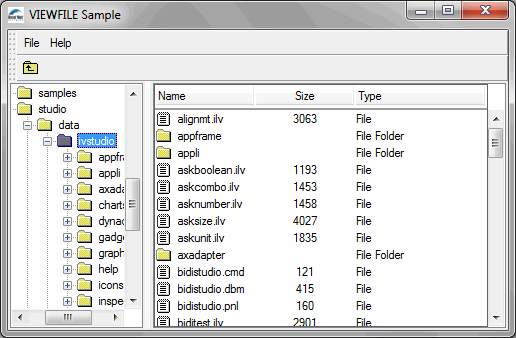 VIEWFILE Sample
File Help
samples
studio
data
ivstudio
appfr
appli
axada
charts
dynac
gadg
graph
help
icons
inspe
Name Size Type
alignmt.ilv 3063 File
appframe File Folder
appli File Folder
askboolean.ilv 1193 File
askcombo.ilv 1453 File
asknumber.ilv 1458 File
asksize.ilv 4027 File
askunit.ilv 1835 File
axadapter File Folder
bidistudio.cmd 121 File
bidistudio.dbm 415 File
bidistudio.pnl 160 File
biditest.ilv 2901 File